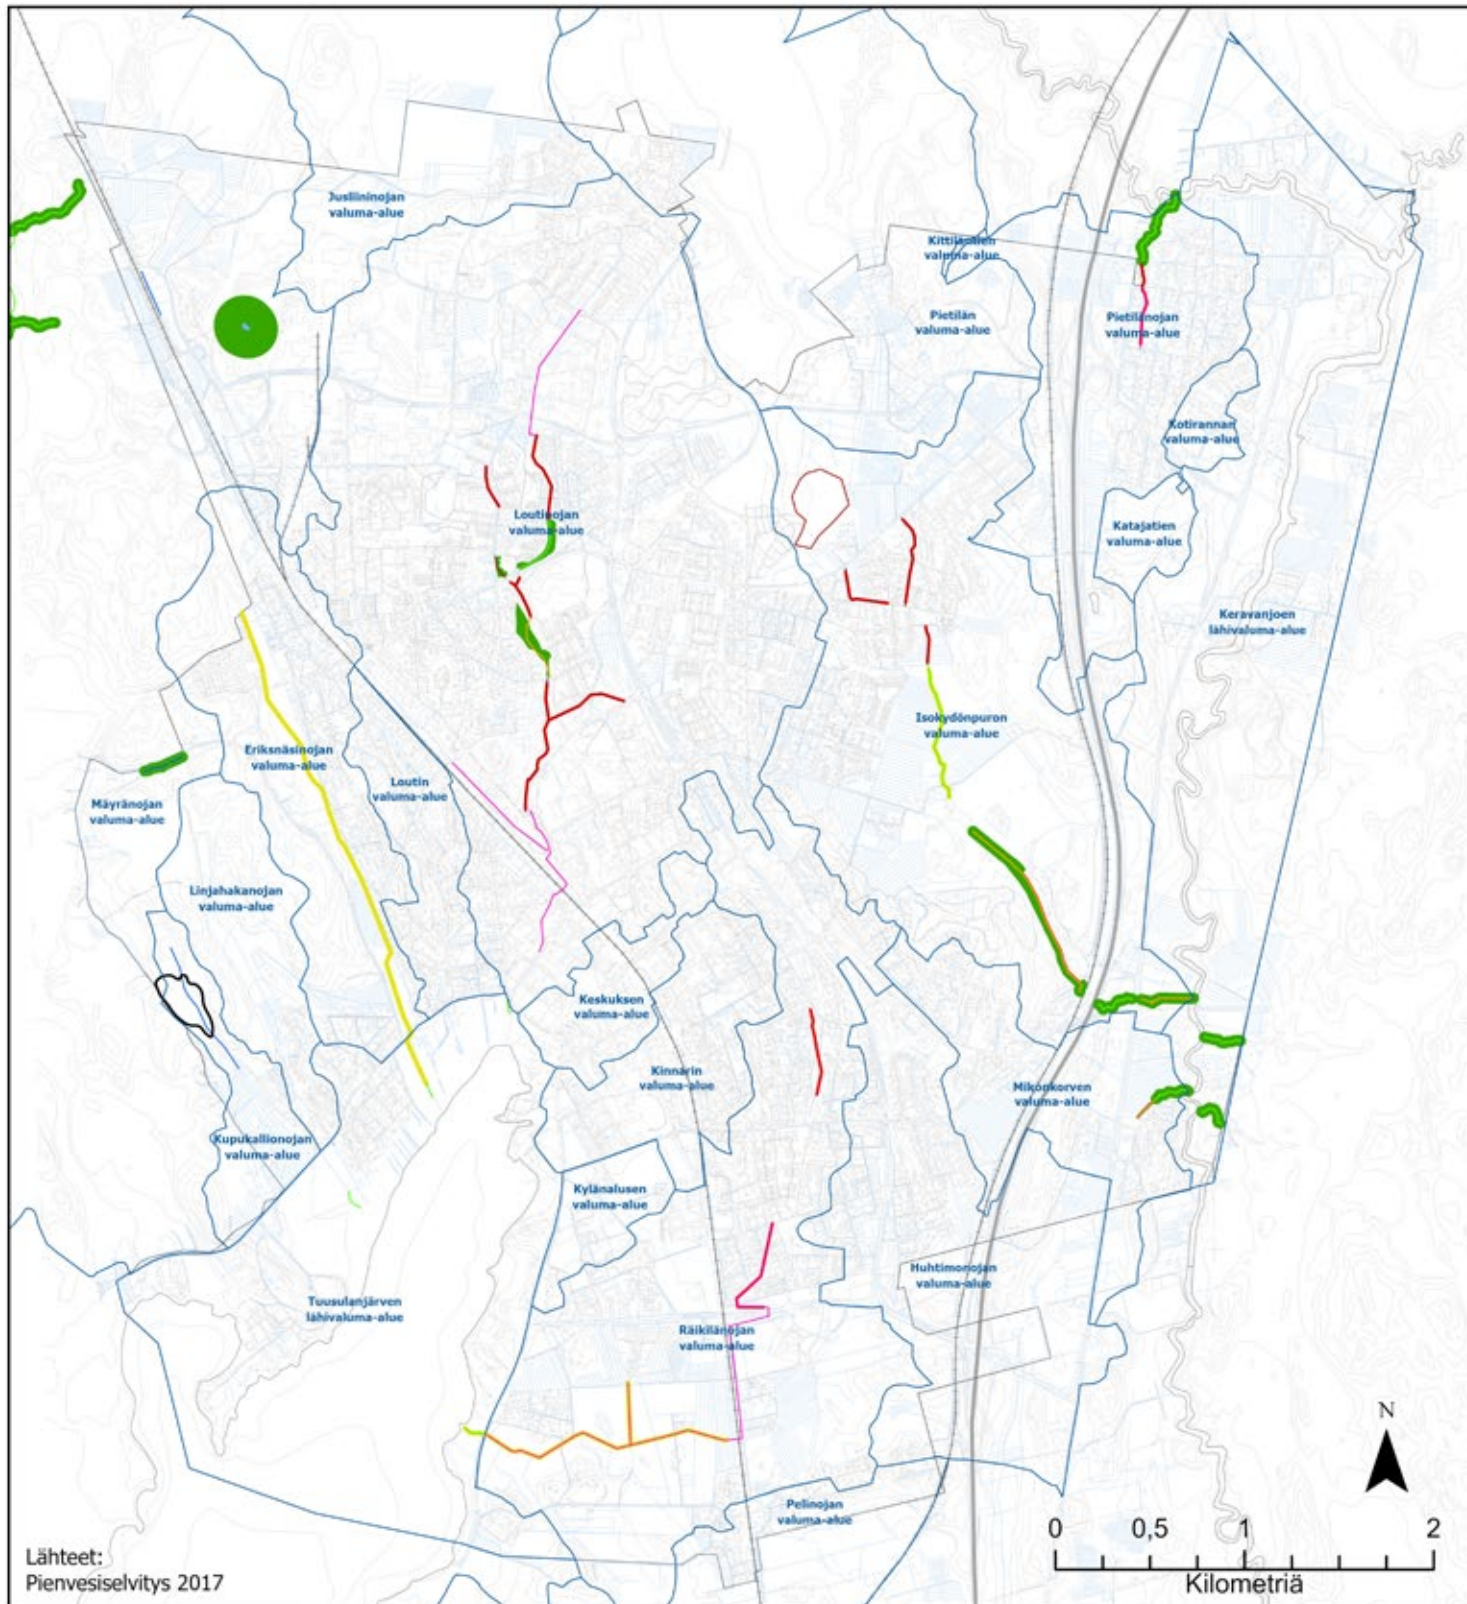 Jusliininojan
valuma-alue
Kittiläntien
valuma-alue
Pietilän
valuma-alue
Pietilänojan
valuma-alue
Kotirannan
valuma-alue
Loutinojan
valuma-alue
Katajatien
valuma-alue
Keravanjoen
lähivaluma-alue
Isokydönpuron
valuma-alue
Eriksnäsinojan
valuma-alue
Loutin
valuma-alue
Mäyränojan
valuma-alue
Linjahakanojan
valuma-alue
Keskuksen
valuma-alue
Kinnarin
valuma-alue
Mikonkorven
valuma-alue
Kupukallionojan
valuma-alue
Kylänalusen
valuma-alue
Huhtimonojan
valuma-alue
Tuusulanjärven
lähivaluma-alue
Räikilänojan
valuma-alue
Pelinojan
valuma-alue
N
0 0,5 1 2
Kilometriä
Lähteet:
Pienvesiselvitys 2017